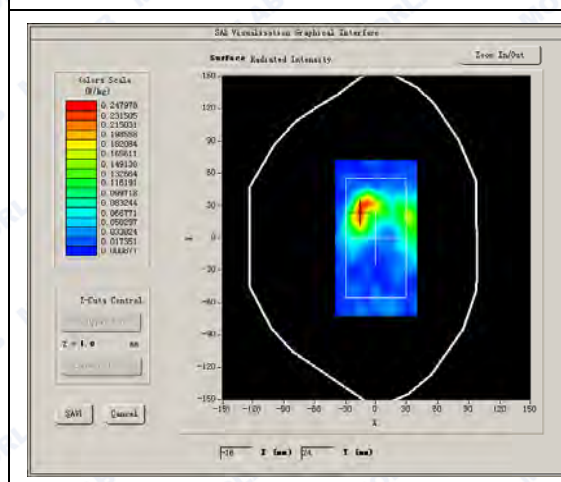 SAR Visualisation Graphical Interface
Surface Radiated Intensity
Zoom In/Out
Colors Scale
(W/kg)
0.247978
0.231505
0.215031
0.198558
0.182084
0.165611
0.149138
0.132664
0.116191
0.099718
0.083244
0.066771
0.050297
0.033824
0.017351
0.000877
150
120
90
60
30
0
-30
-60
-90
-120
-150
Y
-150 -120 -90 -60 -30 0 30 60 90 120 150
X
Z-Cuts Control
Z = 1.0 mm
SAVE
Cancel
-16 X (mm) 24 Y (mm)